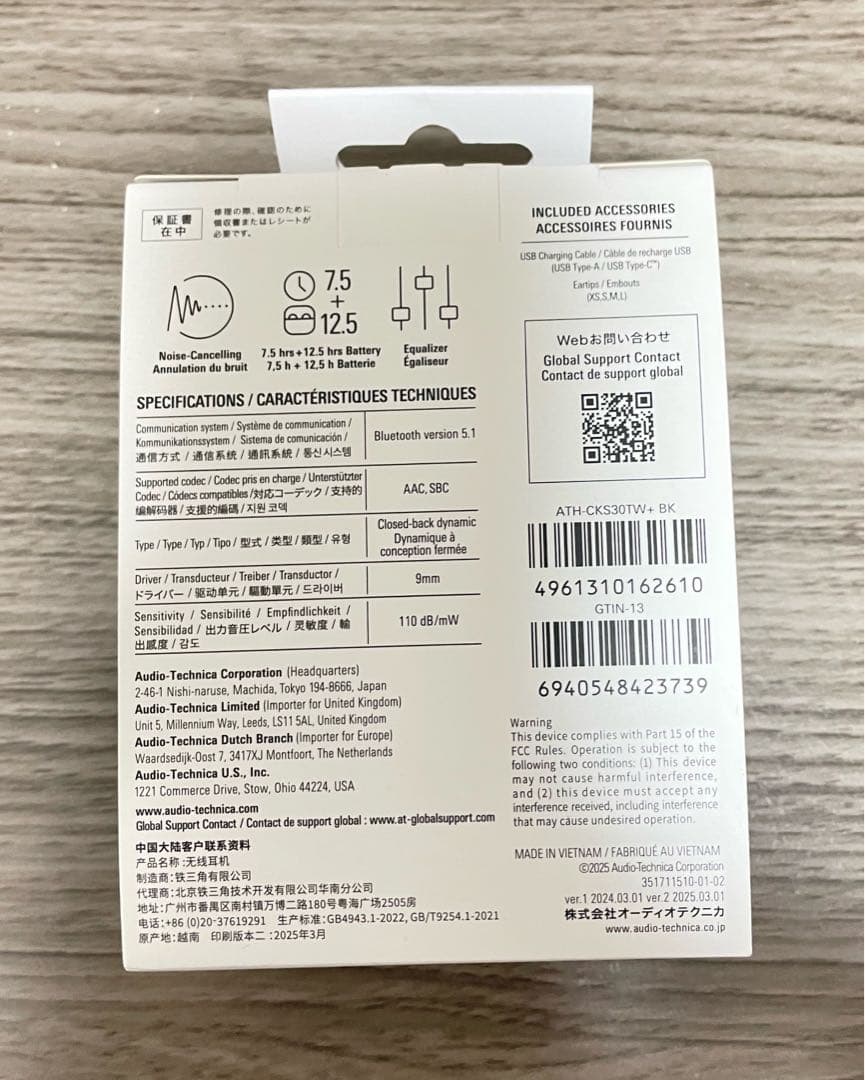 保証書
在中
修理の際、確認のために
領収書またはレシートが
必要です。
Noise-Cancelling
Annulation du bruit
7.5
+
12.5
7.5 hrs+12.5 hrs Battery
7,5 h + 12,5 h Batterie
Equalizer
Égaliseur
SPECIFICATIONS / CARACTÉRISTIQUES TECHNIQUES
Communication system / Système de communication /
Kommunikationssystem / Sistema de comunicación /
通信方式 / 通信系统 / 通訊系統 / 통신 시스템
Bluetooth version 5.1
Supported codec / Codec pris en charge / Unterstützter
Codec / Códecs compatibles /対応コーデック / 支持的
编解码器 / 支援的編碼 / 지원 코덱
AAC, SBC
Type / Type / Typ / Tipo / 型式 / 类型 / 類型 / 유형
Closed-back dynamic
Dynamique à
conception fermée
Driver / Transducteur / Treiber / Transductor /
ドライバー / 驱动单元 / 驅動單元 / 드라이버
9mm
Sensitivity / Sensibilité / Empfindlichkeit /
Sensibilidad / 出力音圧レベル / 灵敏度 / 輸
出感度 / 감도
110 dB/mW
Audio-Technica Corporation (Headquarters)
2-46-1 Nishi-naruse, Machida, Tokyo 194-8666, Japan
Audio-Technica Limited (Importer for United Kingdom)
Unit 5, Millennium Way, Leeds, LS11 5AL, United Kingdom
Audio-Technica Dutch Branch (Importer for Europe)
Waardsedijk-Oost 7, 3417XJ Montfoort, The Netherlands
Audio-Technica U.S., Inc.
1221 Commerce Drive, Stow, Ohio 44224, USA
www.audio-technica.com
Global Support Contact / Contact de support global : www.at-globalsupport.com
中国大陆客户联系资料
产品名称 :无线耳机
制造商 :铁三角有限公司
代理商 :北京铁三角技术开发有限公司华南分公司
地址 :广州市番禺区南村镇万博二路180号粤海广场2505房
电话 :+86 (0)20-37619291 生产标准 :GB4943.1-2022, GB/T9254.1-2021
原产地 :越南 印刷版本二 :2025年3月
INCLUDED ACCESSORIES
ACCESSOIRES FOURNIS
USB Charging Cable / Câble de recharge USB
(USB Type-A / USB Type-C™)
Eartips / Embouts
(XS,S,M,L)
Webお問い合わせ
Global Support Contact
Contact de support global
ATH-CKS30TW+ BK
4961310162610
GTIN-13
6940548423739
Warning
This device complies with Part 15 of the
FCC Rules. Operation is subject to the
following two conditions: (1) This device
may not cause harmful interference,
and (2) this device must accept any
interference received, including interference
that may cause undesired operation.
MADE IN VIETNAM / FABRIQUÉ AU VIETNAM
©2025 Audio-Technica Corporation
351711510-01-02
ver.1 2024.03.01 ver.2 2025.03.01
株式会社オーディオテクニカ
www.audio-technica.co.jp